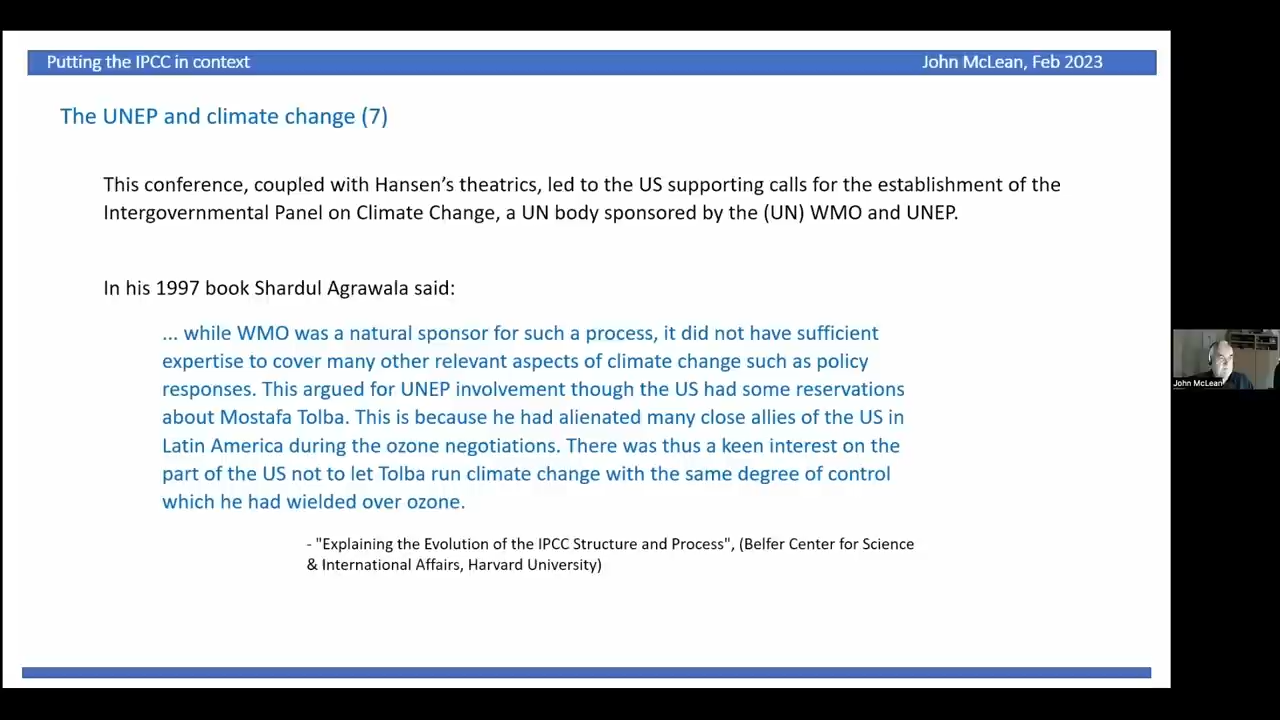 Putting the IPCC in context
John McLean, Feb 2023
The UNEP and climate change (7)
This conference, coupled with Hansen's theatrics, led to the US supporting calls for the establishment of the
Intergovernmental Panel on Climate Change, a UN body sponsored by the (UN) WMO and UNEP.
In his 1997 book Shardul Agrawala said:
... while WMO was a natural sponsor for such a process, it did not have sufficient
expertise to cover many other relevant aspects of climate change such as policy
responses. This argued for UNEP involvement though the US had some reservations
about Mostafa Tolba. This is because he had alienated many close allies of the US in
Latin America during the ozone negotiations. There was thus a keen interest on the
part of the US not to let Tolba run climate change with the same degree of control
which he had wielded over ozone.
- "Explaining the Evolution of the IPCC Structure and Process", (Belfer Center for Science
& International Affairs, Harvard University)
John McLean